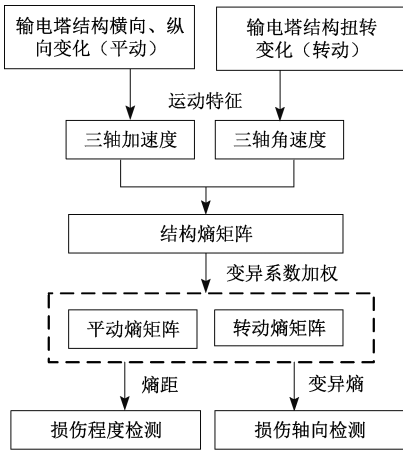 输电塔结构横向、纵
向变化（平动）
输电塔结构扭转
变化（转动）
运动特征
三轴加速度
三轴角速度
结构熵矩阵
变异系数加权
平动熵矩阵
转动熵矩阵
熵距
变异熵
损伤程度检测
损伤轴向检测